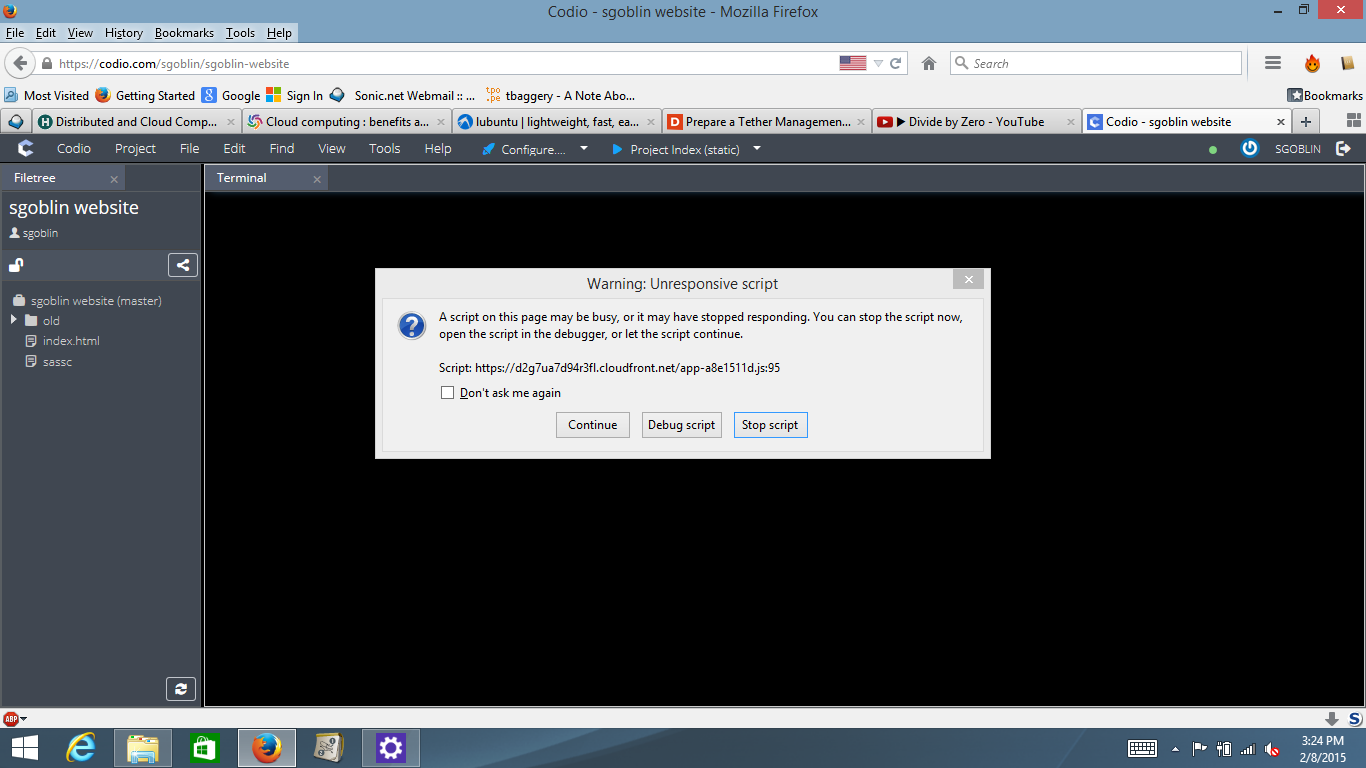 Codio - sgoblin website - Mozilla Firefox
File Edit View History Bookmarks Tools Help
https://codio.com/sgoblin/sgoblin-website Search
Most Visited Getting Started Google Sign In Sonic.net Webmail :: ... tbaggery - A Note Abo... Bookmarks
Distributed and Cloud Comp... Cloud computing : benefits a... lubuntu | lightweight, fast, ea... Prepare a Tether Managemen... ▶ Divide by Zero - YouTube Codio - sgoblin website
Codio Project File Edit Find View Tools Help Configure.... Project Index (static) SGOBLIN
Filetree Terminal
sgoblin website
sgoblin
sgoblin website (master)
old
index.html
sassc
Warning: Unresponsive script
A script on this page may be busy, or it may have stopped responding. You can stop the script now,
open the script in the debugger, or let the script continue.
Script: https://d2g7ua7d94r3fl.cloudfront.net/app-a8e1511d.js:95
Don't ask me again
Continue Debug script Stop script
ABP
3:24 PM
2/8/2015